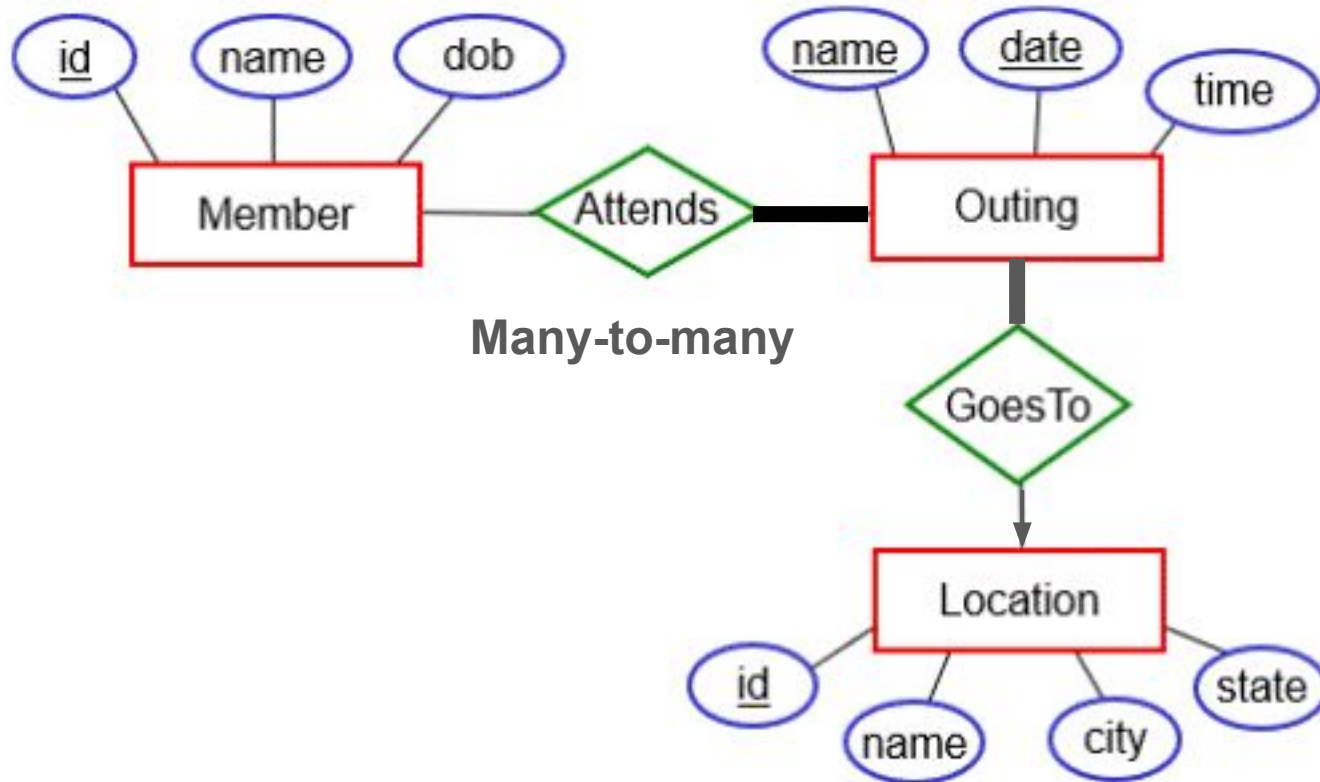 id
name
dob
name
date
time
Member
Attends
Outing
Many-to-many
GoesTo
Location
id
name
city
state